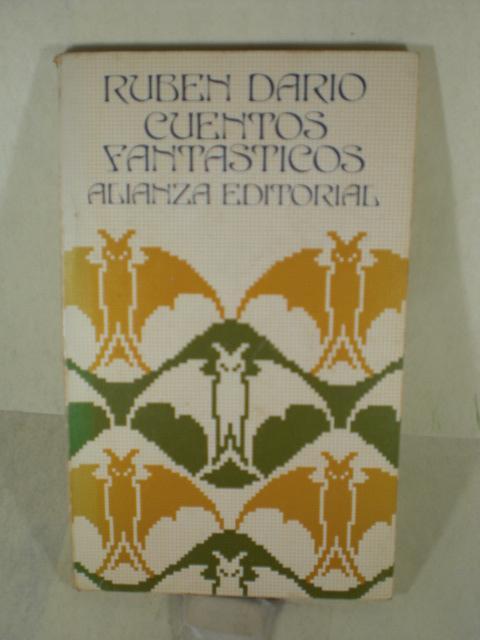 RUBEN DARIO
CUENTOS
FANTASTICOS
ALIANZA EDITORIAL